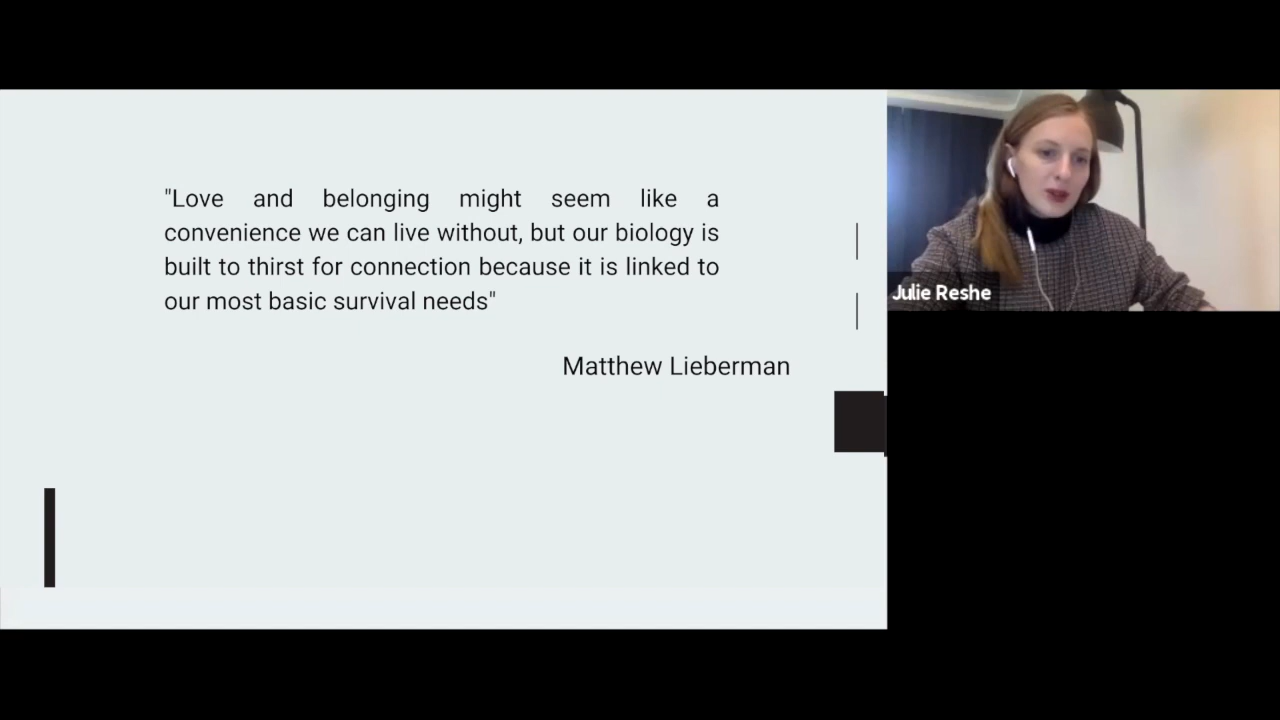 "Love and belonging might seem like a
convenience we can live without, but our biology is
built to thirst for connection because it is linked to
our most basic survival needs"
Matthew Lieberman
Julie Reshe